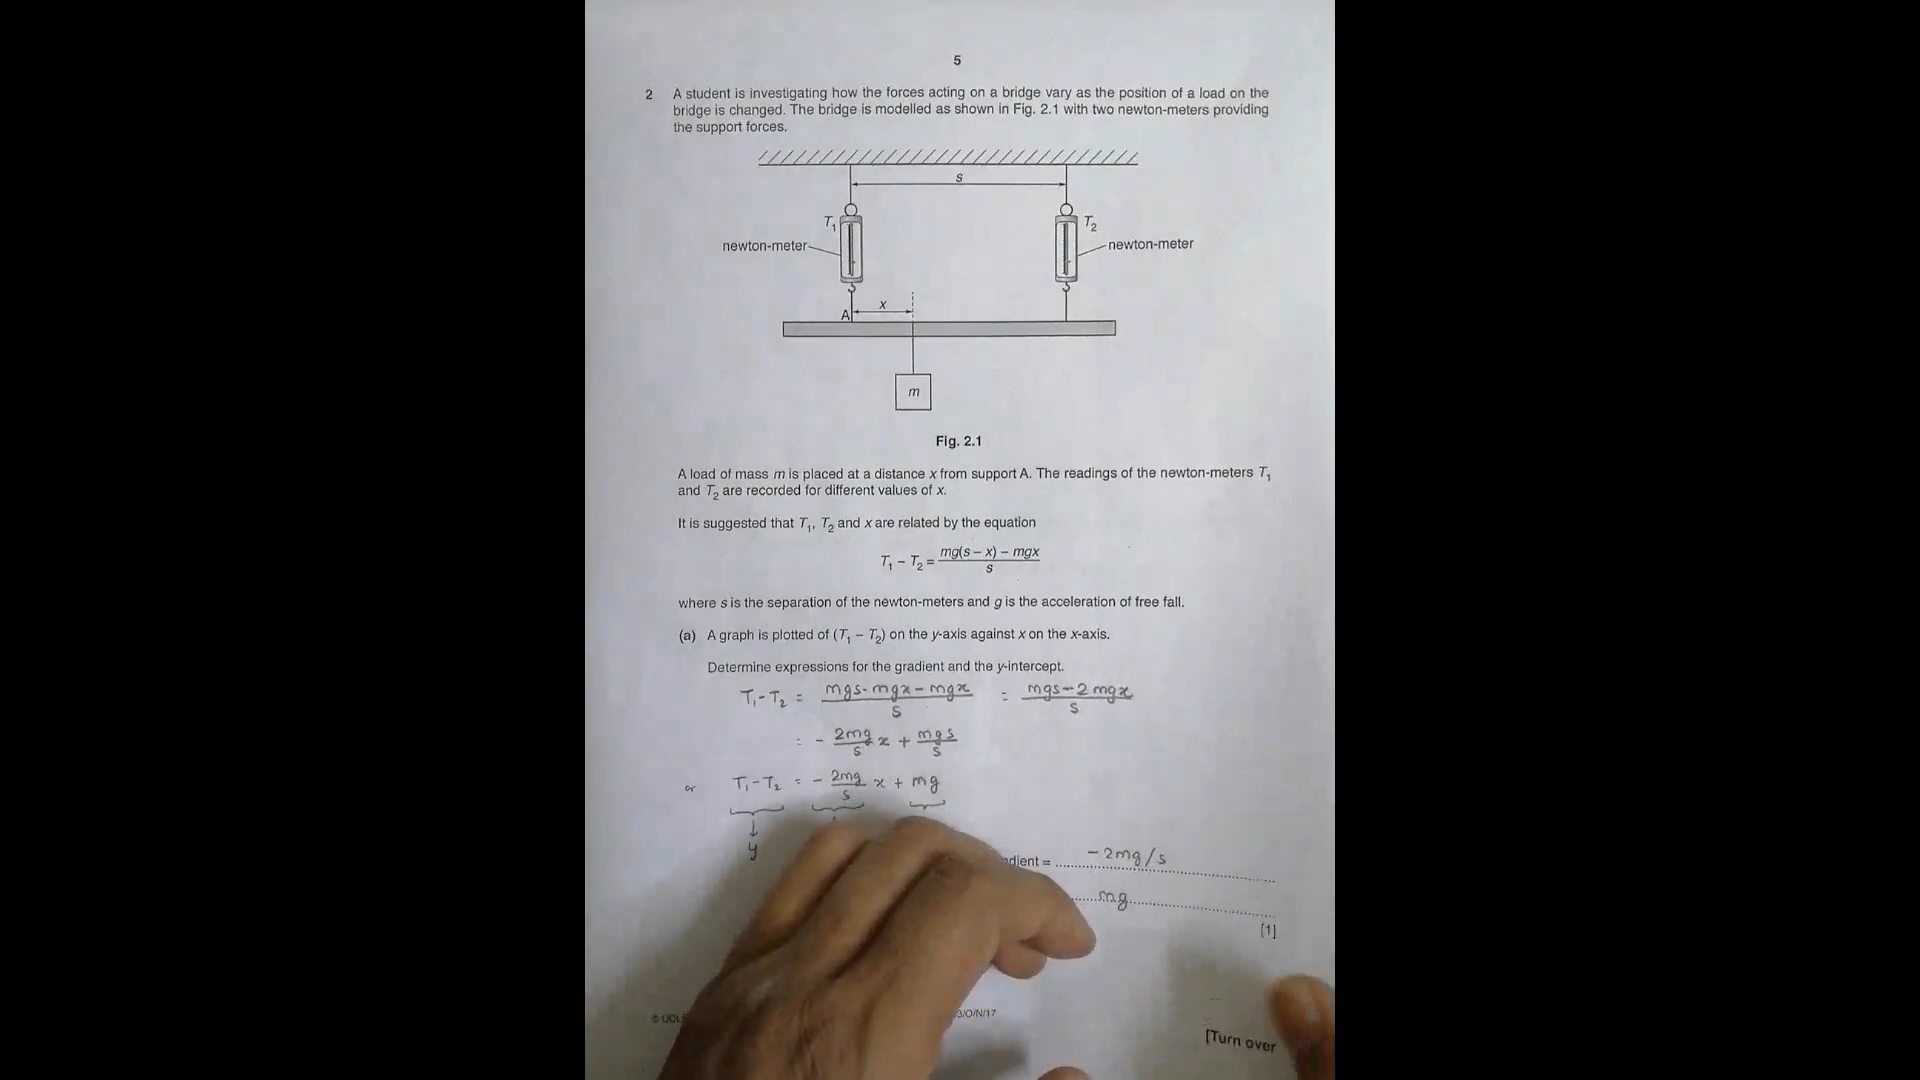 5
2 A student is investigating how the forces acting on a bridge vary as the position of a load on the
bridge is changed. The bridge is modelled as shown in Fig. 2.1 with two newton-meters providing
the support forces.
s
T₁
T₂
newton-meter
newton-meter
x
A
m
Fig. 2.1
A load of mass m is placed at a distance x from support A. The readings of the newton-meters T₁
and T₂ are recorded for different values of x.
It is suggested that T₁, T₂ and x are related by the equation
T₁ − T₂ = mg(s − x) − mgx / s
where s is the separation of the newton-meters and g is the acceleration of free fall.
(a) A graph is plotted of (T₁ − T₂) on the y-axis against x on the x-axis.
Determine expressions for the gradient and the y-intercept.
T₁-T₂ = mgs-mgx-mgx / s = mgs-2mgx / s
= - 2mg/s x + mgs/s
or T₁-T₂ = - 2mg/s x + mg
y
dient = -2mg/s
mg
[1]
© UCL
3/O/N/17
[Turn over